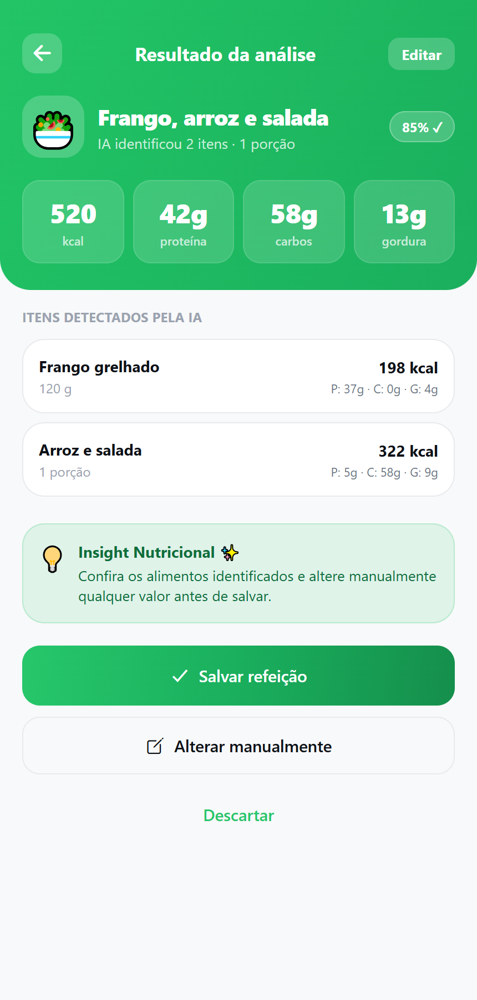 Resultado da análise
Editar
Frango, arroz e salada
IA identificou 2 itens · 1 porção
85% ✓
520
kcal
42g
proteína
58g
carbos
13g
gordura
ITENS DETECTADOS PELA IA
Frango grelhado
198 kcal
120 g
P: 37g · C: 0g · G: 4g
Arroz e salada
322 kcal
1 porção
P: 5g · C: 58g · G: 9g
Insight Nutricional ✨
Confira os alimentos identificados e altere manualmente
qualquer valor antes de salvar.
Salvar refeição
Alterar manualmente
Descartar